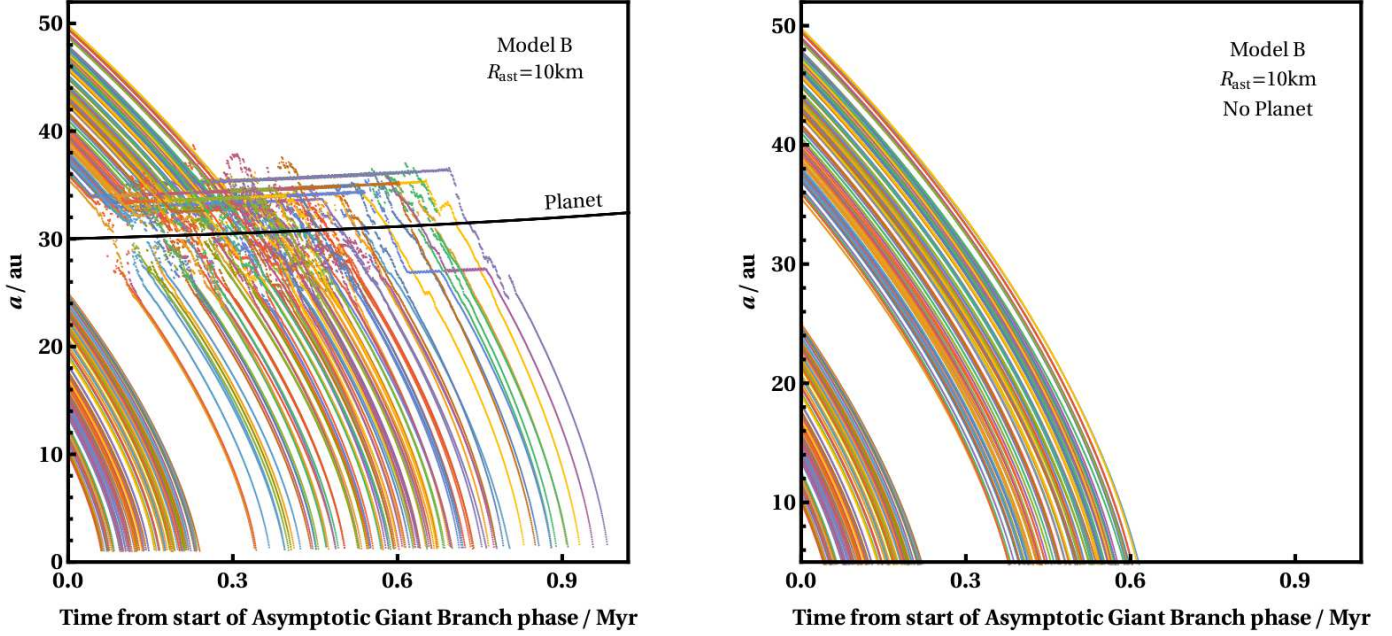 50
40
30
20
10
0
a / au
Model B
R_ast=10km
Planet
0.0 0.3 0.6 0.9
Time from start of Asymptotic Giant Branch phase / Myr
50
40
30
20
10
a / au
Model B
R_ast=10km
No Planet
0.0 0.3 0.6 0.9
Time from start of Asymptotic Giant Branch phase / Myr